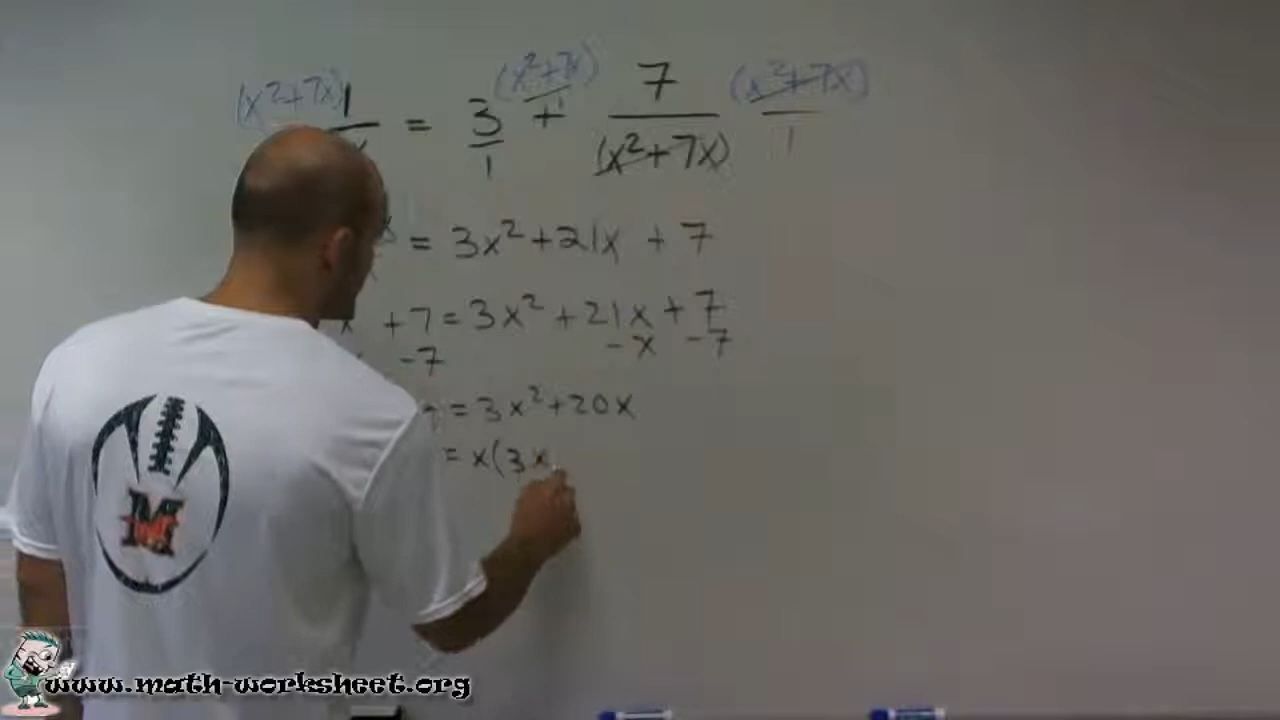 (x²+7x) 1 = 3/1 (x²+7x)/1 7/(x²+7x) (x²+7x)/1
= 3x²+21x + 7
x + 7 = 3x² + 21x + 7
-7 - x - 7
= 3x² + 20x
= x(3x
M
www.math-worksheet.org